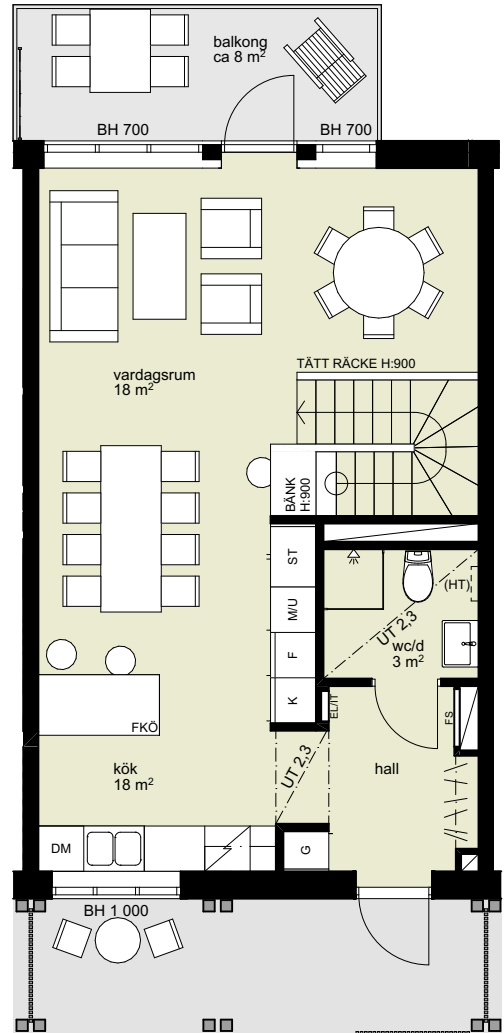 balkong
ca 8 m²
BH 700
BH 700
TÄTT RÄCKE H:900
vardagsrum
18 m²
BÄNK
H:900
ST
M/U
F
K
(HT)
UT 2,3
wc/d
3 m²
EL/IT
FS
FKÖ
kök
18 m²
UT 2,3
hall
DM
G
BH 1 000